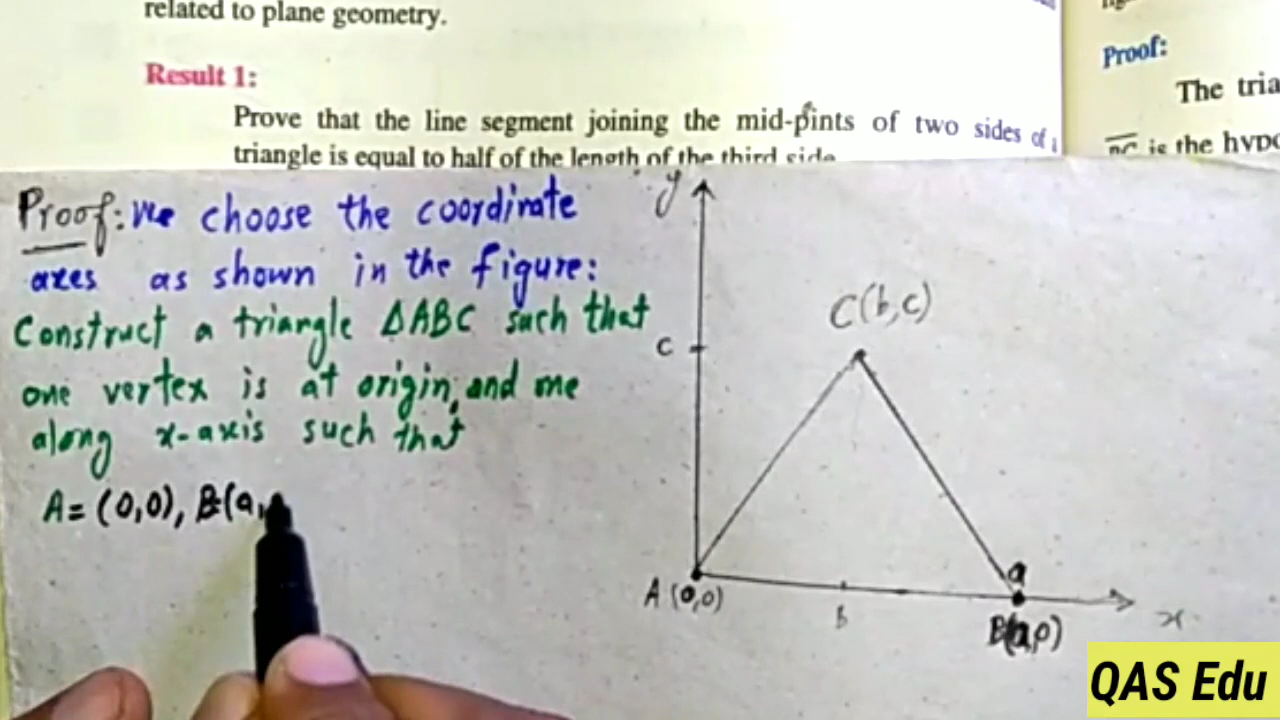 related to plane geometry.
Result 1:
Prove that the line segment joining the mid-pints of two sides of
triangle is equal to half of the length of the third side
Proof:
The tria
is the hypo
Proof: we choose the coordinate
axes as shown in the figure:
Construct a triangle ΔABC such that
one vertex is at origin, and one
along x-axis such that
A = (0,0), B(a,
y
C(b,c)
c
A (0,0)
b
a
B(a,0)
x
QAS Edu